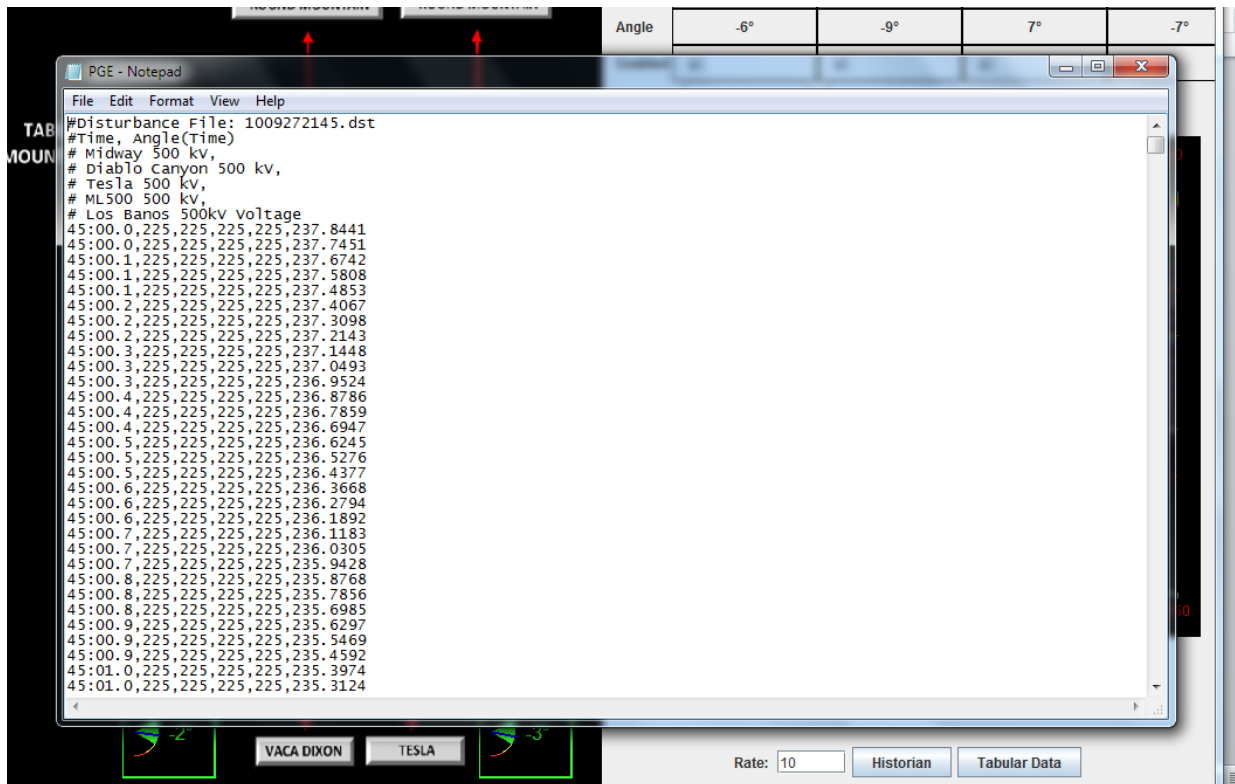 ROUND MOUNTAIN
ROUND MOUNTAIN
Angle -6° -9° 7° -7°
PGE - Notepad
File Edit Format View Help
TAB
MOUN
#Disturbance File: 1009272145.dst
#Time, Angle(Time)
# Midway 500 kV,
# Diablo Canyon 500 kV,
# Tesla 500 kV,
# ML500 500 kV,
# Los Banos 500kV Voltage
45:00.0,225,225,225,225,237.8441
45:00.0,225,225,225,225,237.7451
45:00.1,225,225,225,225,237.6742
45:00.1,225,225,225,225,237.5808
45:00.1,225,225,225,225,237.4853
45:00.2,225,225,225,225,237.4067
45:00.2,225,225,225,225,237.3098
45:00.2,225,225,225,225,237.2143
45:00.3,225,225,225,225,237.1448
45:00.3,225,225,225,225,237.0493
45:00.3,225,225,225,225,236.9524
45:00.4,225,225,225,225,236.8786
45:00.4,225,225,225,225,236.7859
45:00.4,225,225,225,225,236.6947
45:00.5,225,225,225,225,236.6245
45:00.5,225,225,225,225,236.5276
45:00.5,225,225,225,225,236.4377
45:00.6,225,225,225,225,236.3668
45:00.6,225,225,225,225,236.2794
45:00.6,225,225,225,225,236.1892
45:00.7,225,225,225,225,236.1183
45:00.7,225,225,225,225,236.0305
45:00.7,225,225,225,225,235.9428
45:00.8,225,225,225,225,235.8768
45:00.8,225,225,225,225,235.7856
45:00.8,225,225,225,225,235.6985
45:00.9,225,225,225,225,235.6297
45:00.9,225,225,225,225,235.5469
45:00.9,225,225,225,225,235.4592
45:01.0,225,225,225,225,235.3974
45:01.0,225,225,225,225,235.3124
-2° -3°
VACA DIXON TESLA
Rate: 10 Historian Tabular Data